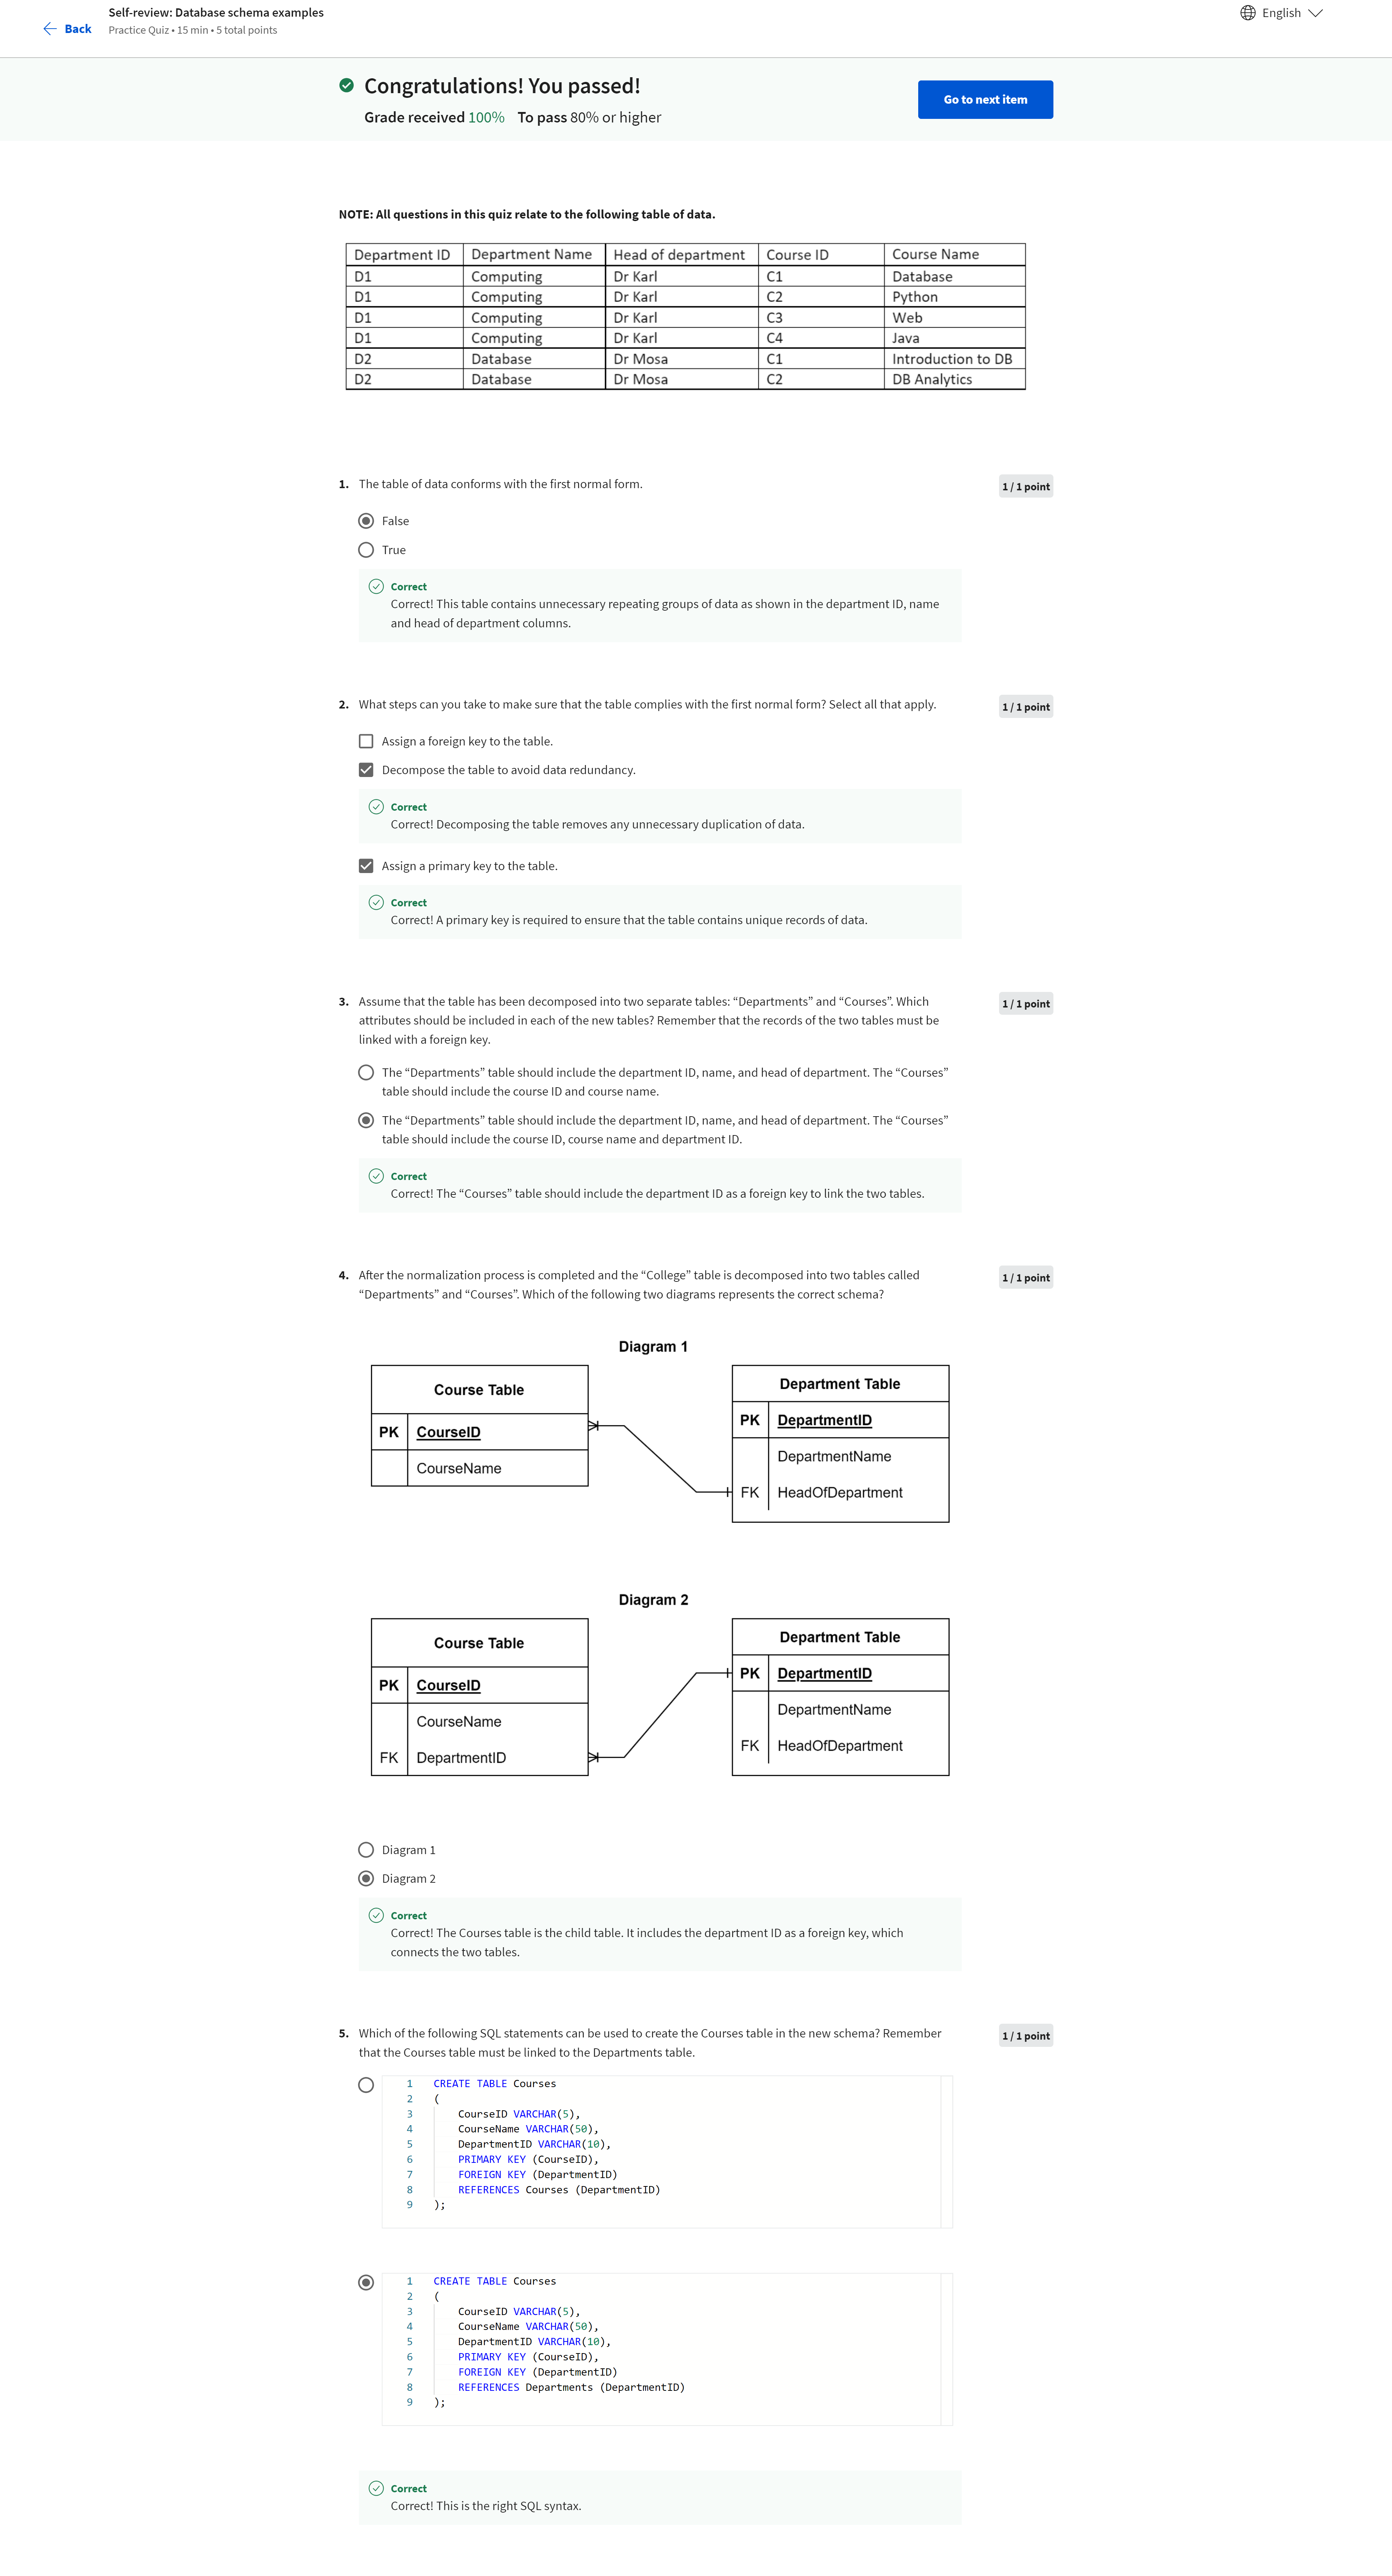 Back
Self-review: Database schema examples
Practice Quiz • 15 min • 5 total points
English
Congratulations! You passed!
Grade received 100% To pass 80% or higher
Go to next item
NOTE: All questions in this quiz relate to the following table of data.
Department ID Department Name Head of department Course ID Course Name
D1 Computing Dr Karl C1 Database
D1 Computing Dr Karl C2 Python
D1 Computing Dr Karl C3 Web
D1 Computing Dr Karl C4 Java
D2 Database Dr Mosa C1 Introduction to DB
D2 Database Dr Mosa C2 DB Analytics
1. The table of data conforms with the first normal form.
1 / 1 point
False
True
Correct
Correct! This table contains unnecessary repeating groups of data as shown in the department ID, name
and head of department columns.
2. What steps can you take to make sure that the table complies with the first normal form? Select all that apply.
1 / 1 point
Assign a foreign key to the table.
Decompose the table to avoid data redundancy.
Correct
Correct! Decomposing the table removes any unnecessary duplication of data.
Assign a primary key to the table.
Correct
Correct! A primary key is required to ensure that the table contains unique records of data.
3. Assume that the table has been decomposed into two separate tables: “Departments” and “Courses”. Which
attributes should be included in each of the new tables? Remember that the records of the two tables must be
linked with a foreign key.
1 / 1 point
The “Departments” table should include the department ID, name, and head of department. The “Courses”
table should include the course ID and course name.
The “Departments” table should include the department ID, name, and head of department. The “Courses”
table should include the course ID, course name and department ID.
Correct
Correct! The “Courses” table should include the department ID as a foreign key to link the two tables.
4. After the normalization process is completed and the “College” table is decomposed into two tables called
“Departments” and “Courses”. Which of the following two diagrams represents the correct schema?
1 / 1 point
Diagram 1
Course Table
PK CourseID
CourseName
Department Table
PK DepartmentID
DepartmentName
FK HeadOfDepartment
Diagram 2
Course Table
PK CourseID
CourseName
FK DepartmentID
Department Table
PK DepartmentID
DepartmentName
FK HeadOfDepartment
Diagram 1
Diagram 2
Correct
Correct! The Courses table is the child table. It includes the department ID as a foreign key, which
connects the two tables.
5. Which of the following SQL statements can be used to create the Courses table in the new schema? Remember
that the Courses table must be linked to the Departments table.
1 / 1 point
1 CREATE TABLE Courses
2 (
3 CourseID VARCHAR(5),
4 CourseName VARCHAR(50),
5 DepartmentID VARCHAR(10),
6 PRIMARY KEY (CourseID),
7 FOREIGN KEY (DepartmentID)
8 REFERENCES Courses (DepartmentID)
9 );
1 CREATE TABLE Courses
2 (
3 CourseID VARCHAR(5),
4 CourseName VARCHAR(50),
5 DepartmentID VARCHAR(10),
6 PRIMARY KEY (CourseID),
7 FOREIGN KEY (DepartmentID)
8 REFERENCES Departments (DepartmentID)
9 );
Correct
Correct! This is the right SQL syntax.